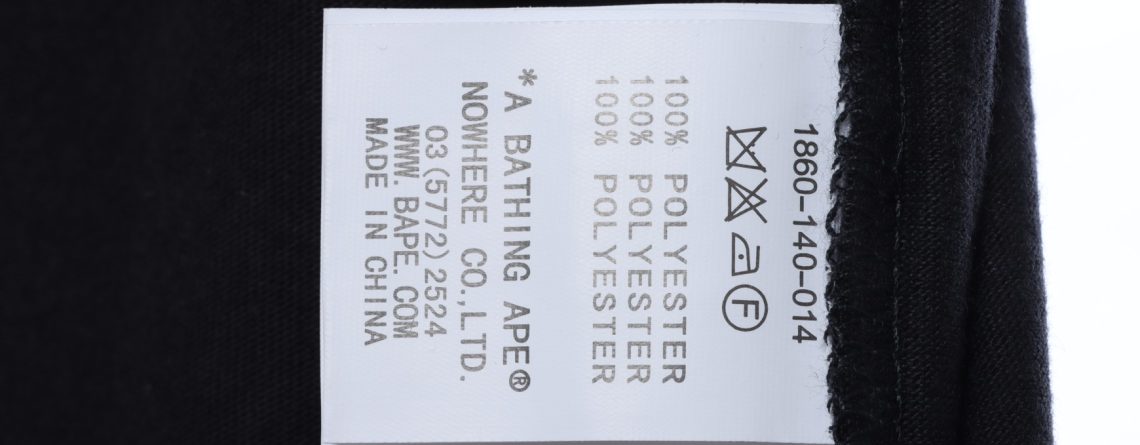 1860-140-014
F
100% POLYESTER
100% POLYESTER
100% POLYESTER
*A BATHING APE®
NOWHERE CO.,LTD.
03(5772)2524
WWW.BAPE.COM
MADE IN CHINA